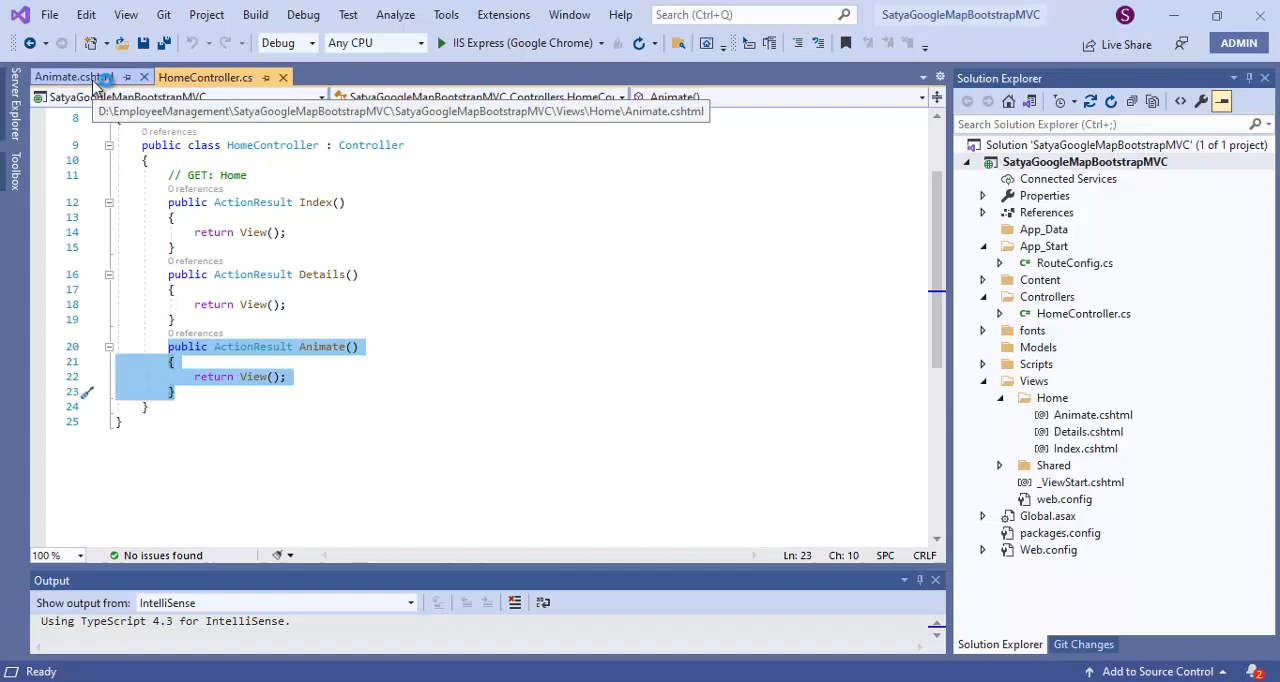 File Edit View Git Project Build Debug Test Analyze Tools Extensions Window Help Search (Ctrl+Q) SatyaGoogleMapBootstrapMVC S
Debug Any CPU IIS Express (Google Chrome) Live Share ADMIN
Server Explorer
Toolbox
Animate.cshtml HomeController.cs
SatyaGoogleMapBootstrapMVC SatyaGoogleMapBootstrapMVC.Controllers.HomeCo Animate()
D:\EmployeeManagement\SatyaGoogleMapBootstrapMVC\SatyaGoogleMapBootstrapMVC\Views\Home\Animate.cshtml
8 {
0 references
9 public class HomeController : Controller
10 {
11 // GET: Home
0 references
12 public ActionResult Index()
13 {
14 return View();
15 }
0 references
16 public ActionResult Details()
17 {
18 return View();
19 }
0 references
20 public ActionResult Animate()
21 {
22 return View();
23 }
24 }
25 }
100 % No issues found Ln: 23 Ch: 10 SPC CRLF
Output
Show output from: IntelliSense
Using TypeScript 4.3 for IntelliSense.
Solution Explorer
Search Solution Explorer (Ctrl+;)
Solution 'SatyaGoogleMapBootstrapMVC' (1 of 1 project)
SatyaGoogleMapBootstrapMVC
Connected Services
Properties
References
App_Data
App_Start
C# RouteConfig.cs
Content
Controllers
C# HomeController.cs
fonts
Models
Scripts
Views
Home
[@] Animate.cshtml
[@] Details.cshtml
[@] Index.cshtml
Shared
[@] _ViewStart.cshtml
web.config
Global.asax
packages.config
Web.config
Solution Explorer Git Changes
Ready Add to Source Control 2